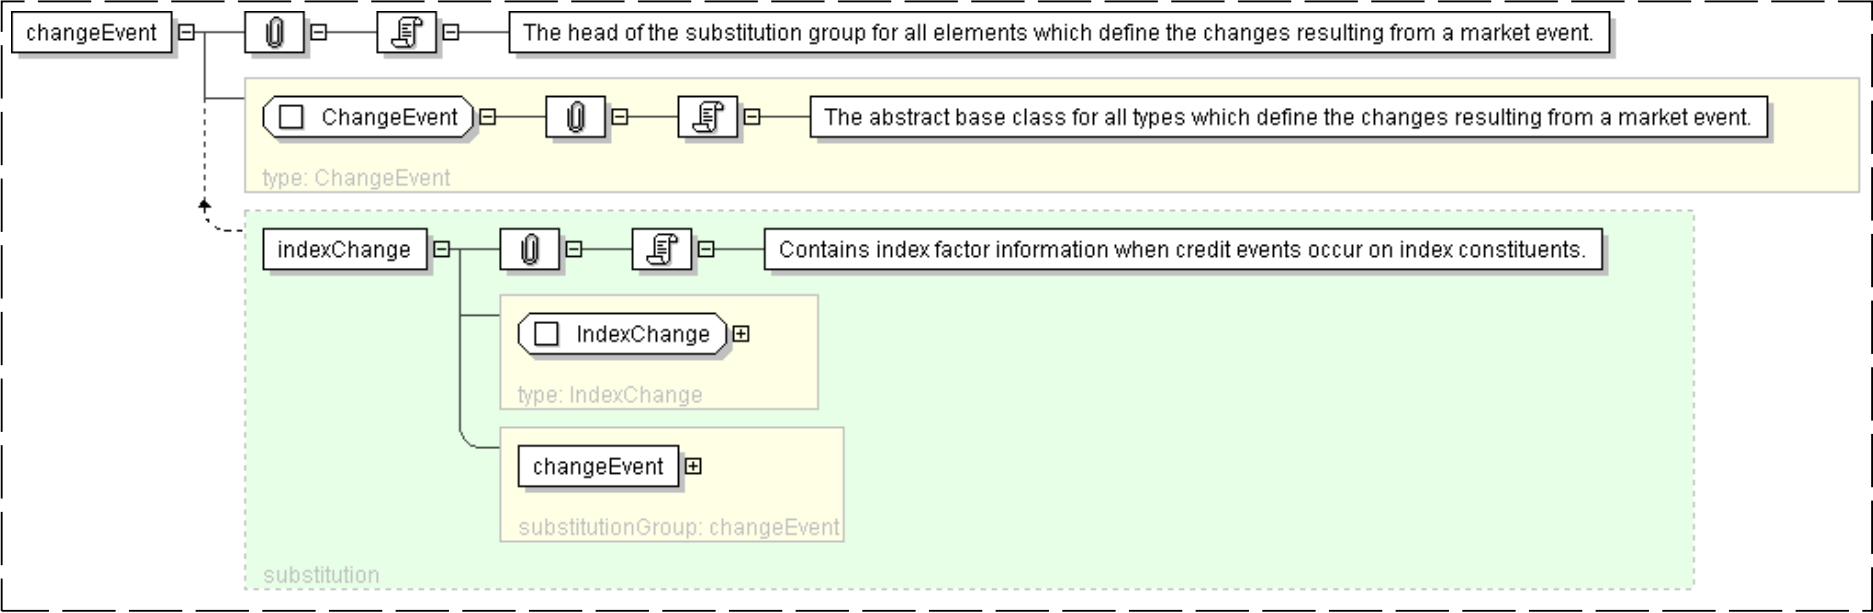 changeEvent
The head of the substitution group for all elements which define the changes resulting from a market event.
ChangeEvent
The abstract base class for all types which define the changes resulting from a market event.
type: ChangeEvent
indexChange
Contains index factor information when credit events occur on index constituents.
IndexChange
type: IndexChange
changeEvent
substitutionGroup: changeEvent
substitution